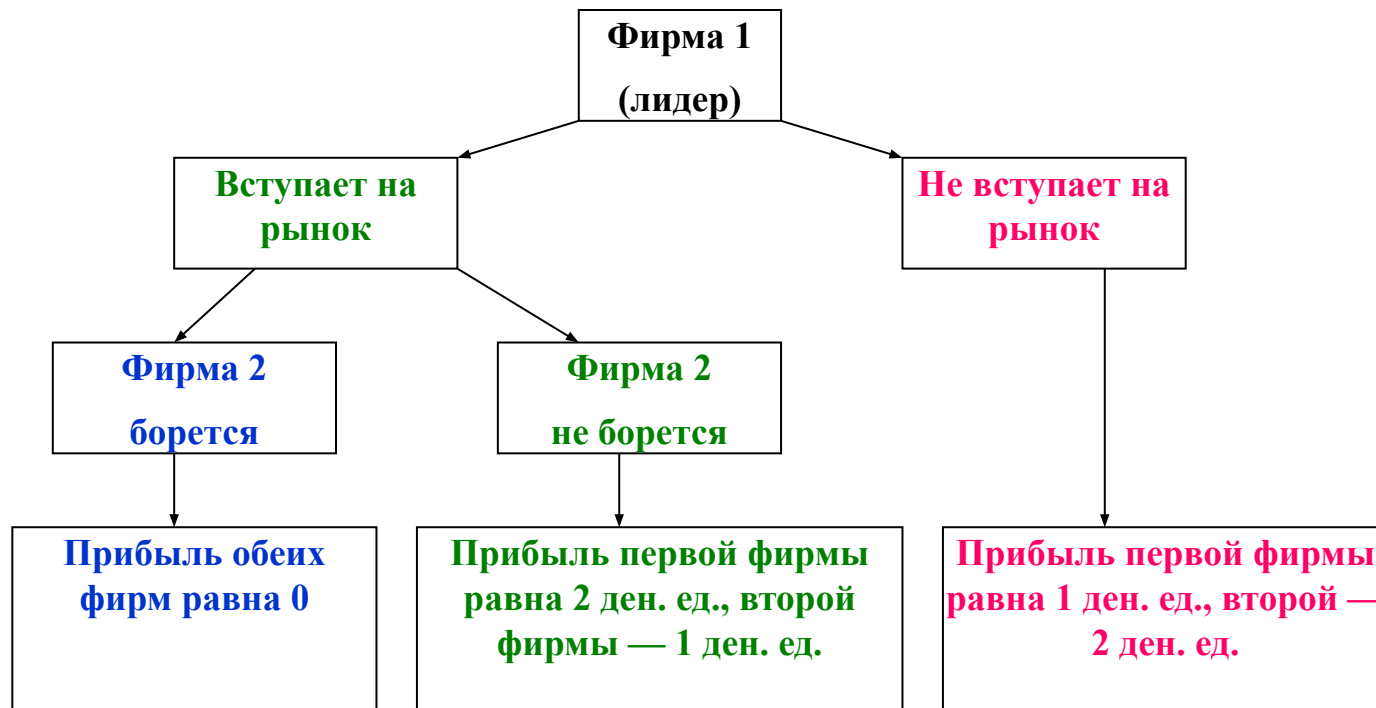 Фирма 1
(лидер)
Вступает на
рынок
Не вступает на
рынок
Фирма 2
борется
Фирма 2
не борется
Прибыль обеих
фирм равна 0
Прибыль первой фирмы
равна 2 ден. ед., второй
фирмы — 1 ден. ед.
Прибыль первой фирмы
равна 1 ден. ед., второй —
2 ден. ед.